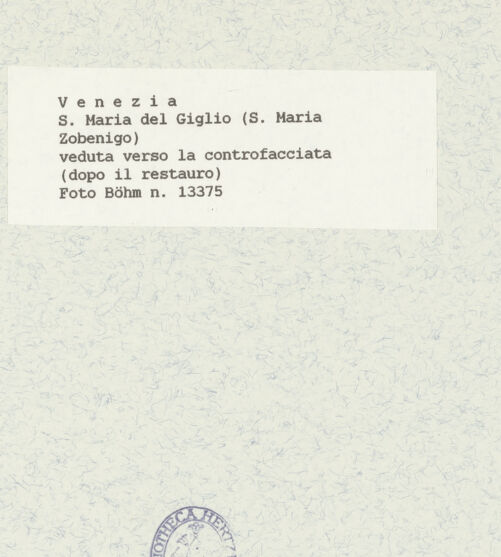 V e n e z i a
S. Maria del Giglio (S. Maria
Zobenigo)
veduta verso la controfacciata
(dopo il restauro)
Foto Böhm n. 13375